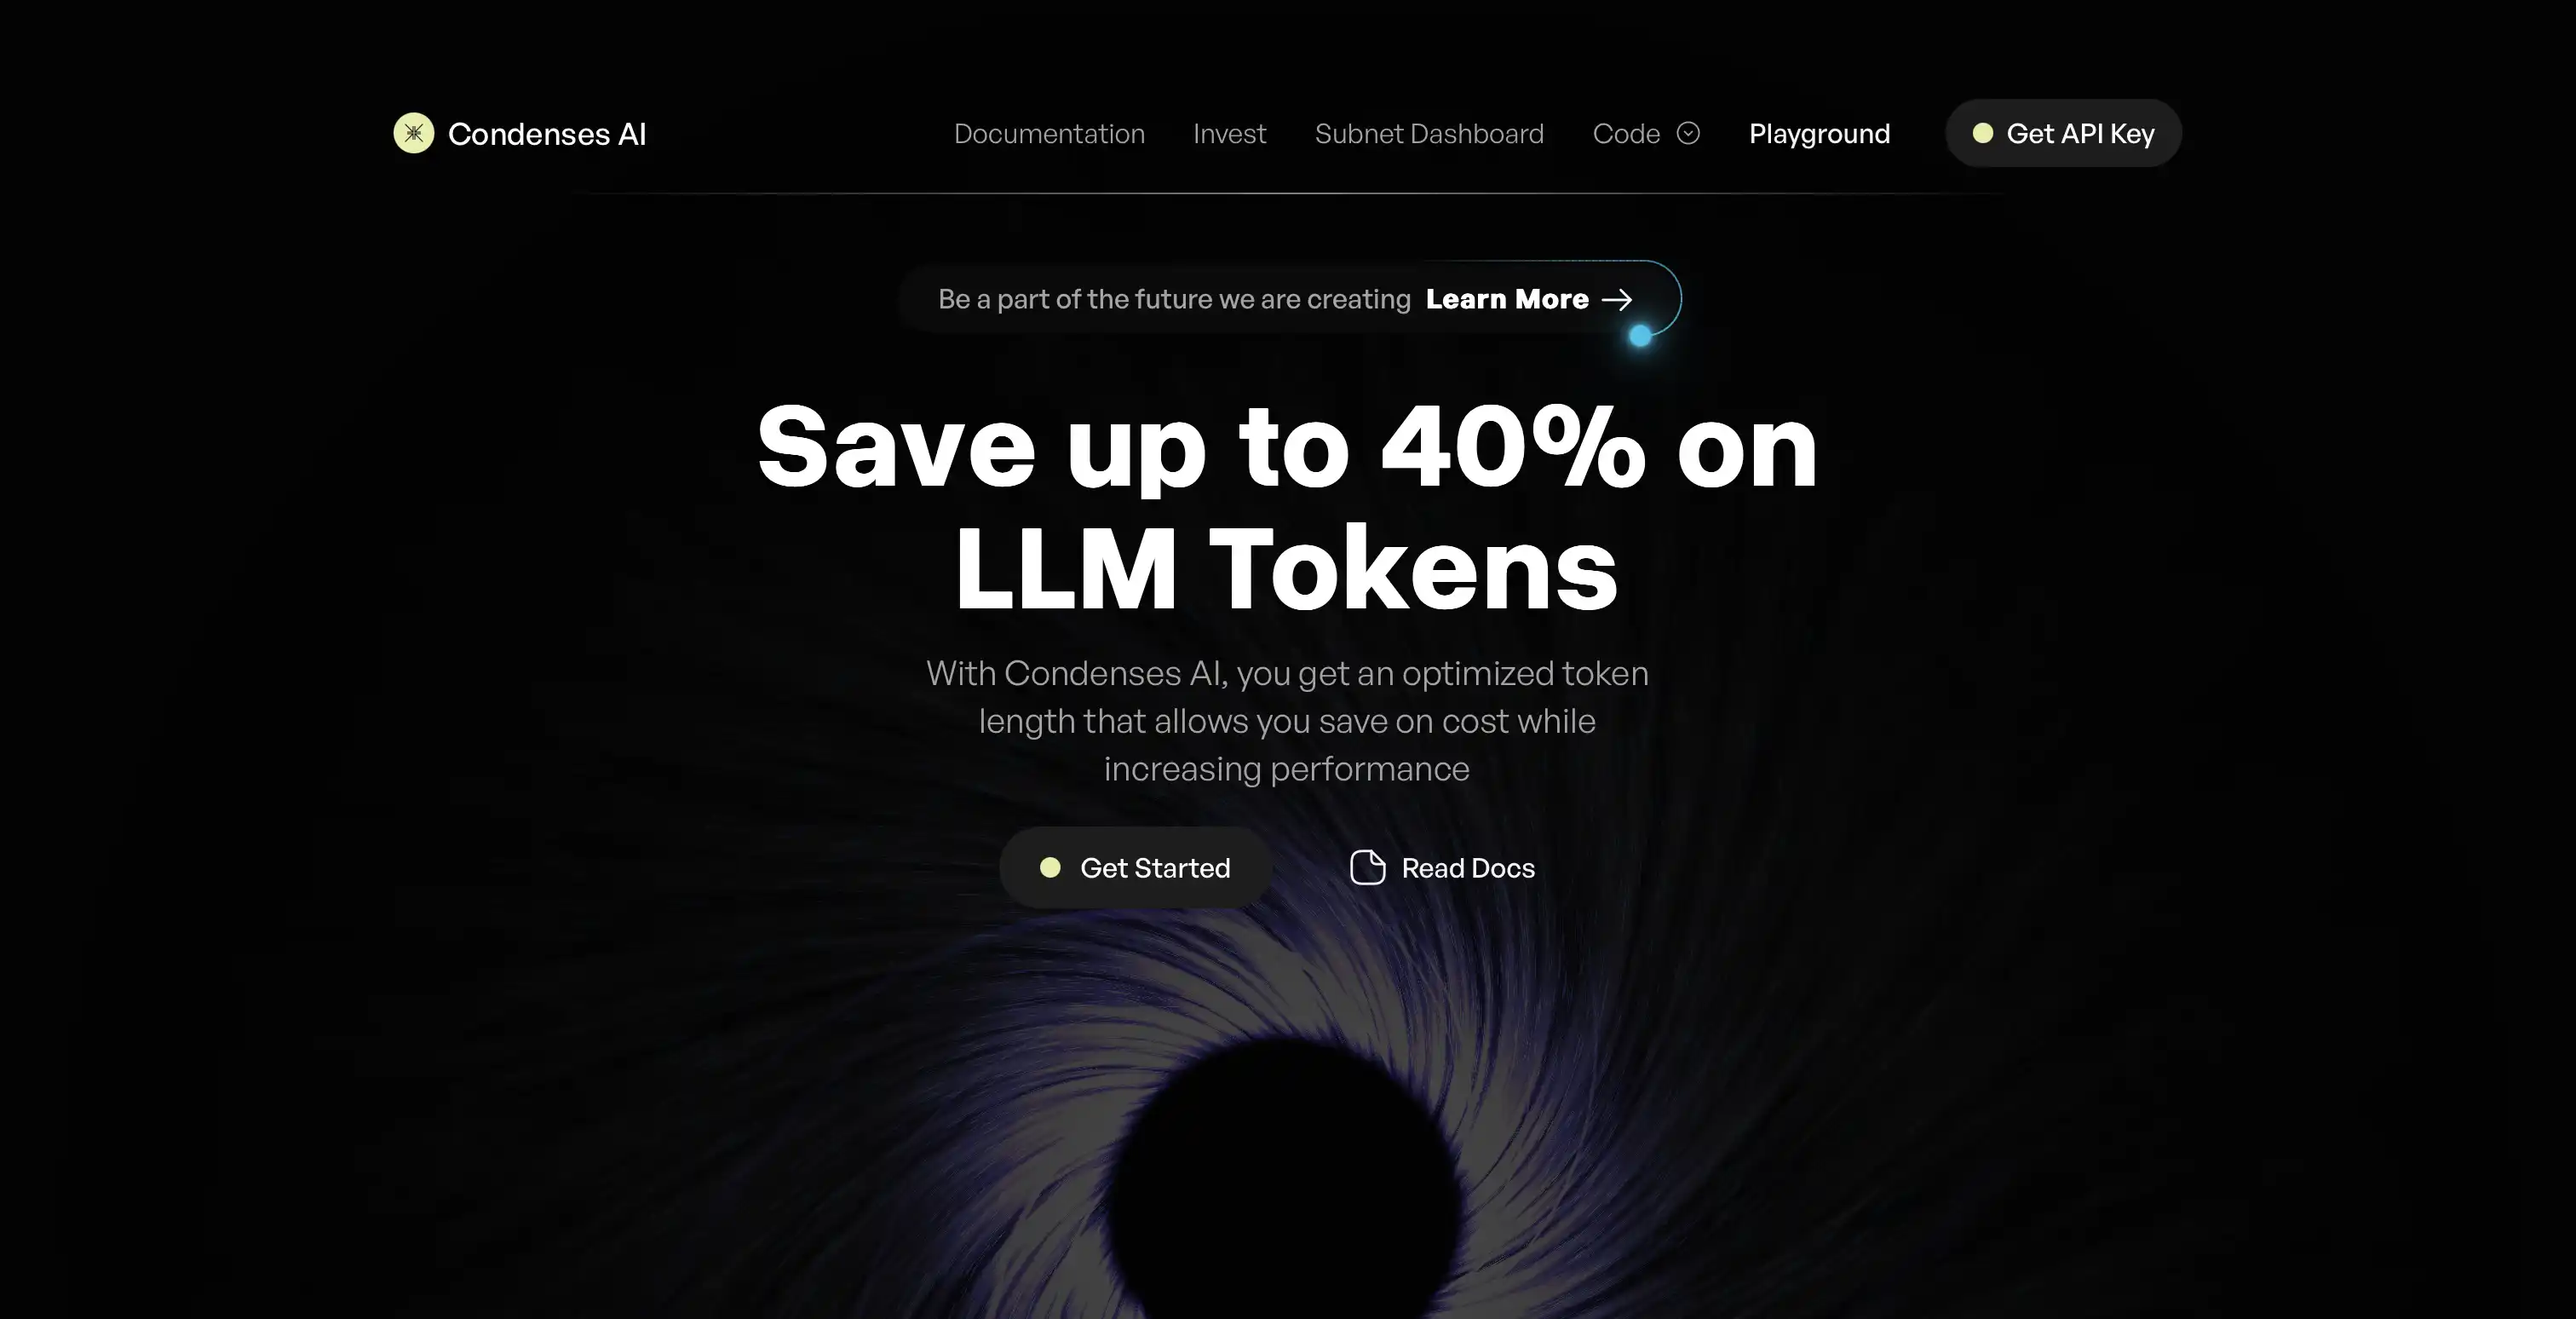 Condenses AI
Documentation
Invest
Subnet Dashboard
Code
Playground
Get API Key
Be a part of the future we are creating Learn More
Save up to 40% on
LLM Tokens
With Condenses AI, you get an optimized token
length that allows you save on cost while
increasing performance
Get Started
Read Docs